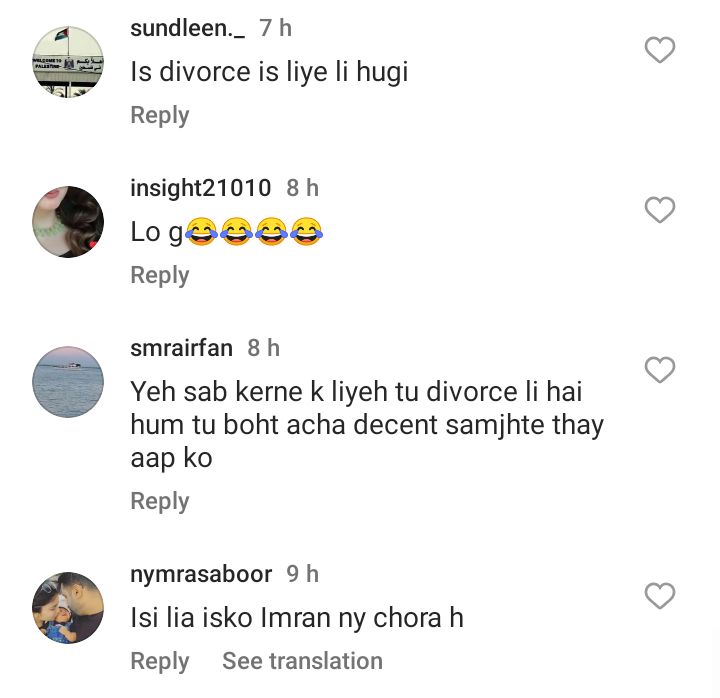 sundleen._ 7 h
Is divorce is liye li hugi
Reply
insight21010 8 h
Lo g😂😂😂😂
Reply
smrairfan 8 h
Yeh sab kerne k liyeh tu divorce li hai
hum tu boht acha decent samjhte thay
aap ko
Reply
nymrasaboor 9 h
Isi lia isko Imran ny chora h
Reply See translation